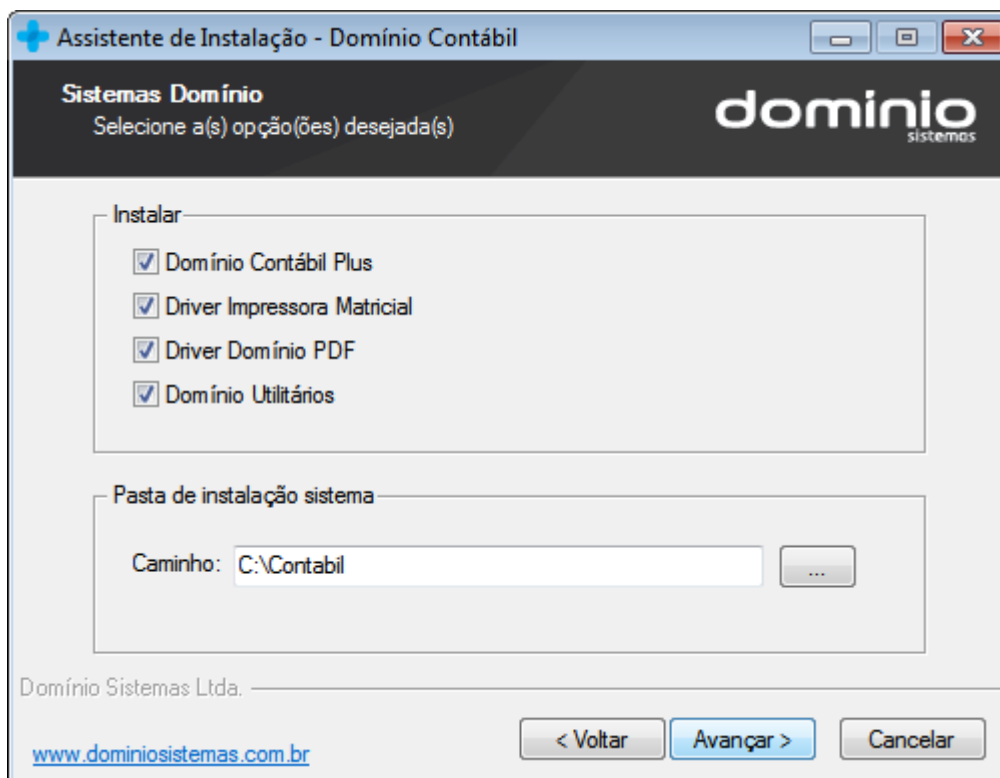 Assistente de Instalação - Domínio Contábil
Sistemas Domínio
Selecione a(s) opção(ões) desejada(s)
domínio
sistemas
Instalar
Domínio Contábil Plus
Driver Impressora Matricial
Driver Domínio PDF
Domínio Utilitários
Pasta de instalação sistema
Caminho: C:\Contabil ...
Domínio Sistemas Ltda.
www.dominiosistemas.com.br < Voltar Avançar > Cancelar